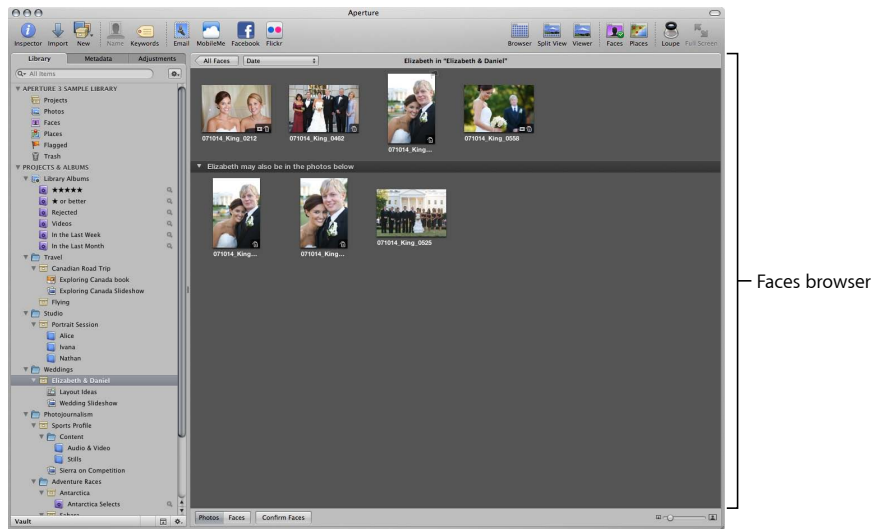 Aperture
Inspector Import New Name Keywords Email MobileMe Facebook Flickr Browser Split View Viewer Faces Places Loupe Full Screen
Library Metadata Adjustments
All Items
All Faces Date Elizabeth in "Elizabeth & Daniel"
APERTURE 3 SAMPLE LIBRARY
Projects
Photos
Faces
Places
Flagged
Trash
PROJECTS & ALBUMS
Library Albums
★★★★★
★ or better
Rejected
Videos
In the Last Week
In the Last Month
Travel
Canadian Road Trip
Exploring Canada book
Exploring Canada Slideshow
Flying
Studio
Portrait Session
Alice
Ivana
Nathan
Weddings
Elizabeth & Daniel
Layout Ideas
Wedding Slideshow
Photojournalism
Sports Profile
Content
Audio & Video
Stills
Sierra on Competition
Adventure Races
Antarctica
Antarctica Selects
Vault
071014_King_0212 071014_King_0462 071014_King... 071014_King_0556
Elizabeth may also be in the photos below
071014_King... 071014_King... 071014_King_0525
Photos Faces Confirm Faces
Faces browser